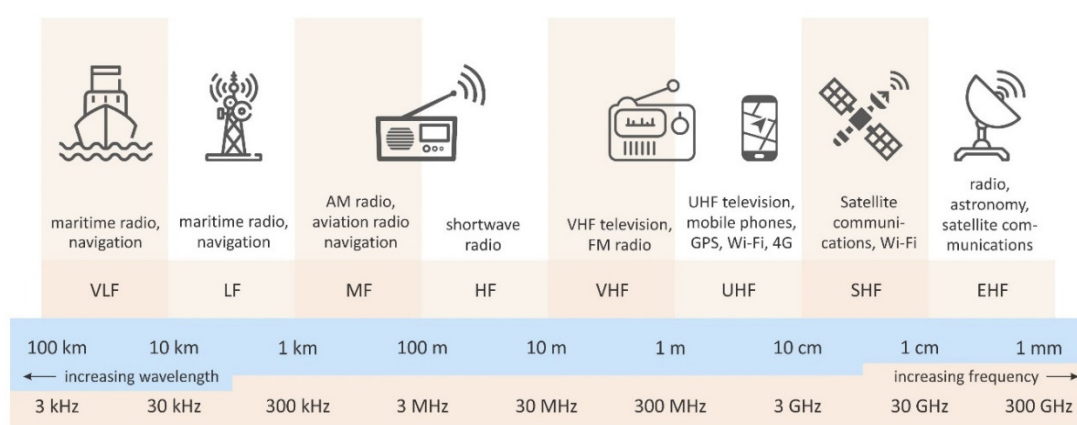 maritime radio,
navigation
maritime radio,
navigation
AM radio,
aviation radio
navigation
shortwave
radio
VHF television,
FM radio
UHF television,
mobile phones,
GPS, Wi-Fi, 4G
Satellite
communi-
cations, Wi-Fi
radio,
astronomy,
satellite com-
munications
VLF LF MF HF VHF UHF SHF EHF
100 km 10 km 1 km 100 m 10 m 1 m 10 cm 1 cm 1 mm
← increasing wavelength increasing frequency →
3 kHz 30 kHz 300 kHz 3 MHz 30 MHz 300 MHz 3 GHz 30 GHz 300 GHz